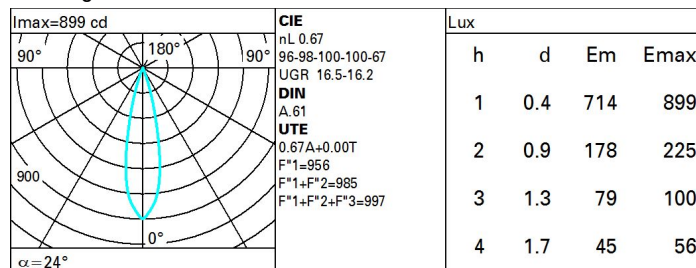 Imax=899 cd
90° 180° 90°
900
0°
α=24°
CIE
nL 0.67
96-98-100-100-67
UGR 16.5-16.2
DIN
A.61
UTE
0.67A+0.00T
F"1=956
F"1+F"2=985
F"1+F"2+F"3=997
Lux
h d Em Emax
1 0.4 714 899
2 0.9 178 225
3 1.3 79 100
4 1.7 45 56